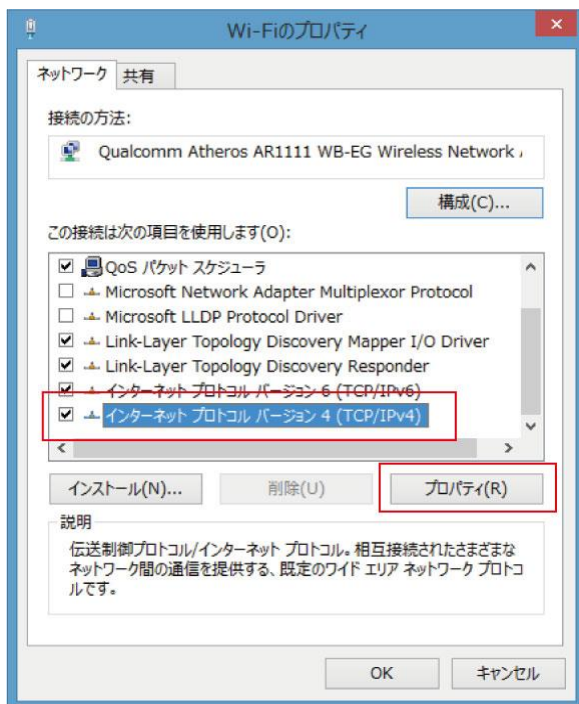 Wi-Fiのプロパティ
ネットワーク 共有
接続の方法:
Qualcomm Atheros AR1111 WB-EG Wireless Network
構成(C)...
この接続は次の項目を使用します(O):
QoS パケット スケジューラ
Microsoft Network Adapter Multiplexor Protocol
Microsoft LLDP Protocol Driver
Link-Layer Topology Discovery Mapper I/O Driver
Link-Layer Topology Discovery Responder
インターネット プロトコル バージョン 6 (TCP/IPv6)
インターネット プロトコル バージョン 4 (TCP/IPv4)
インストール(N)... 削除(U) プロパティ(R)
説明
伝送制御プロトコル/インターネット プロトコル。相互接続されたさまざまな
ネットワーク間の通信を提供する、既定のワイド エリア ネットワーク プロトコ
ルです。
OK キャンセル